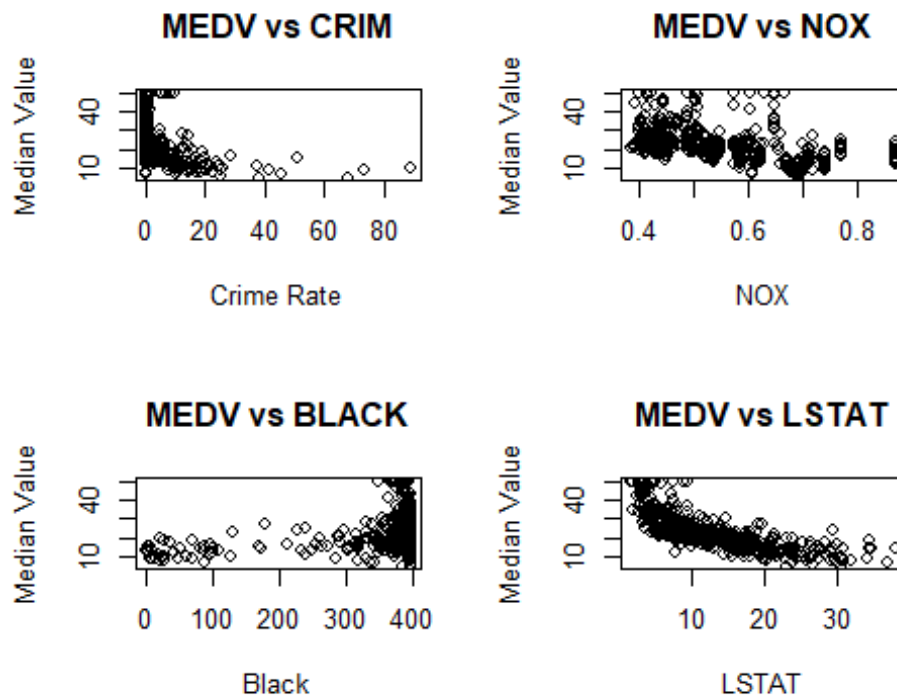 MEDV vs CRIM
Median Value
10 40
0 20 40 60 80
Crime Rate
MEDV vs NOX
Median Value
10 40
0.4 0.6 0.8
NOX
MEDV vs BLACK
Median Value
10 40
0 100 200 300 400
Black
MEDV vs LSTAT
Median Value
10 40
10 20 30
LSTAT